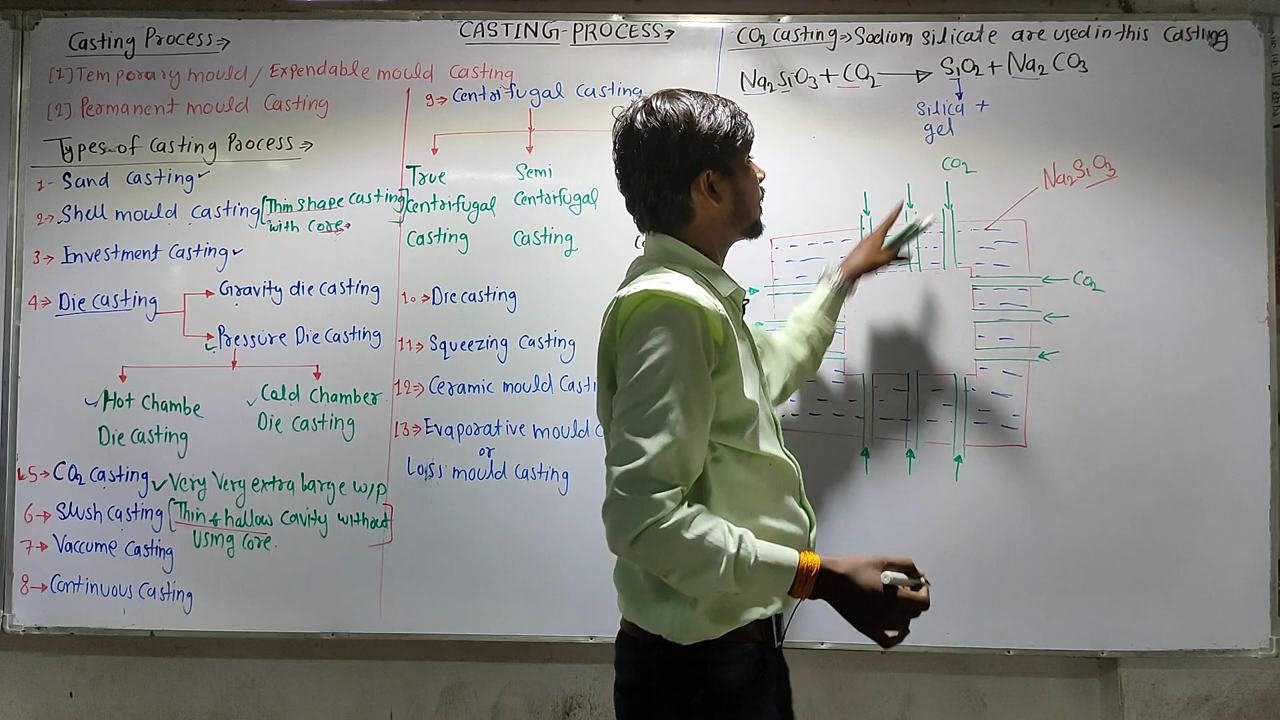 CASTING-PROCESS→
Casting Process→
(1) Temporary mould / Expendable mould Casting
(2) Permanent mould Casting
Types of Casting Process→
1- Sand casting✓
2→ Shell mould casting [Thin shape casting
with core→]
3→ Investment Casting✓
4→ Die casting
Gravity die casting
Pressure Die casting
✓Hot Chambe
Die casting
✓Cold chamber
Die casting
5→ CO2 casting✓ Very Very extra large w/p
6→ Slush casting [Thin & hallow cavity without
using core.]
7→ Vaccume casting
8→ Continuous Casting
9→ Centrifugal Casting
True
Centrifugal
Casting
Semi
Centrifugal
Casting
10→ Die casting
11→ Squeezing Casting
12→ Ceramic mould Casti
13→ Evaporative mould C
or
Loss mould casting
CO2 casting→ Sodium silicate are used in this Casting
Na2SiO3 + CO2 → SiO2 + Na2CO3
Silica +
gel
CO2
Na2SiO3
CO2